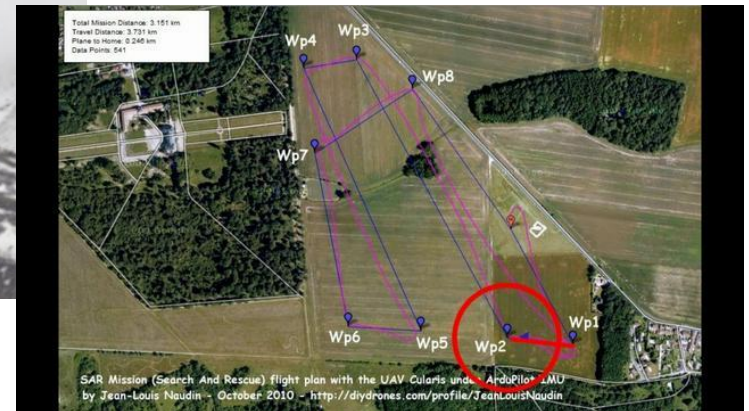 Total Mission Distance: 3.151 km
Travel Distance: 3.731 km
Plane to Home: 0.246 km
Data Points: 541
Wp3
Wp4
Wp8
Wp7
Wp1
Wp6
Wp5
Wp2
SAR Mission (Search And Rescue) flight plan with the UAV Cularis under ArduPilot IMU
by Jean-Louis Naudin - October 2010 - http://diydrones.com/profile/JeanLouisNaudin